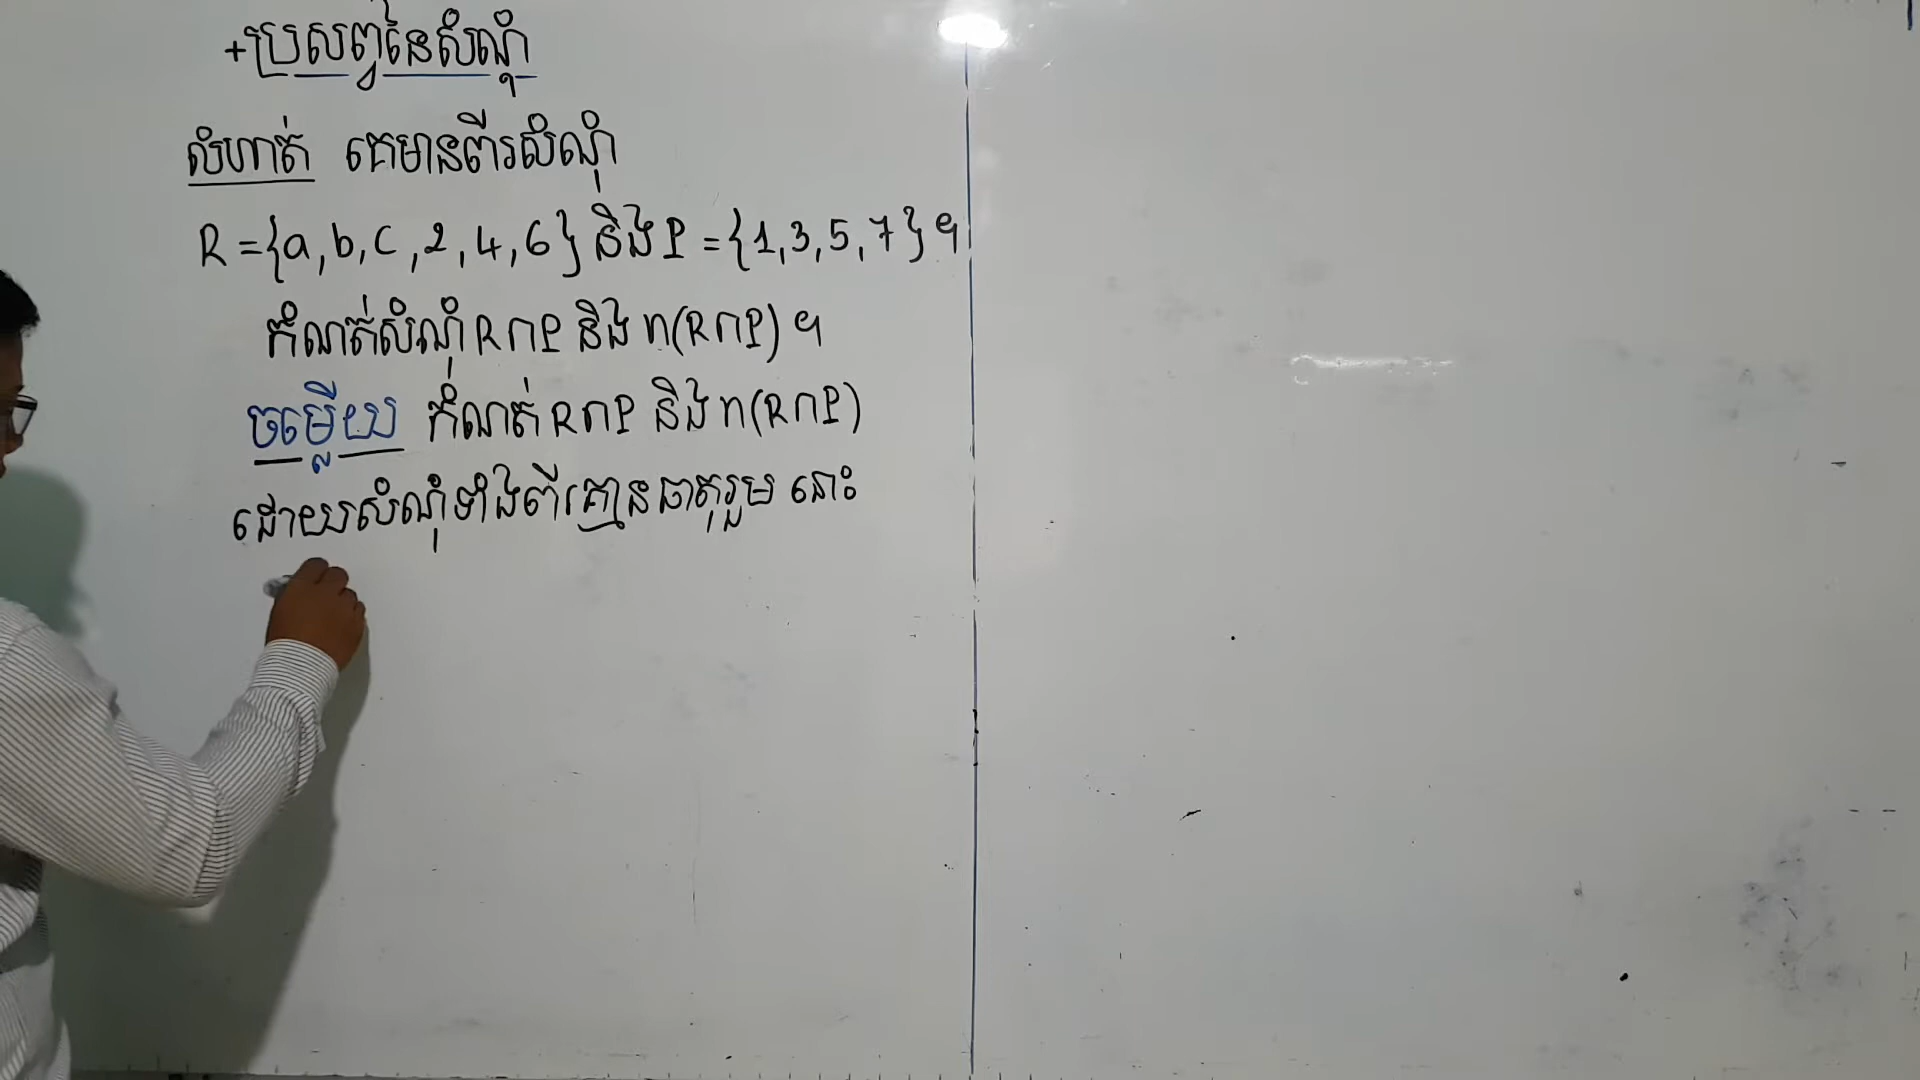 +ប្រសព្វនៃសំណុំ
លំហាត់ គេមានពីរសំណុំ
R = {a, b, c, 2, 4, 6} និង P = {1, 3, 5, 7} ។
កំណត់សំណុំ R∩P និង n(R∩P) ។
ចម្លើយ កំណត់ R∩P និង n(R∩P)
ដោយសំណុំទាំងពីរគ្មានធាតុរួម នោះ